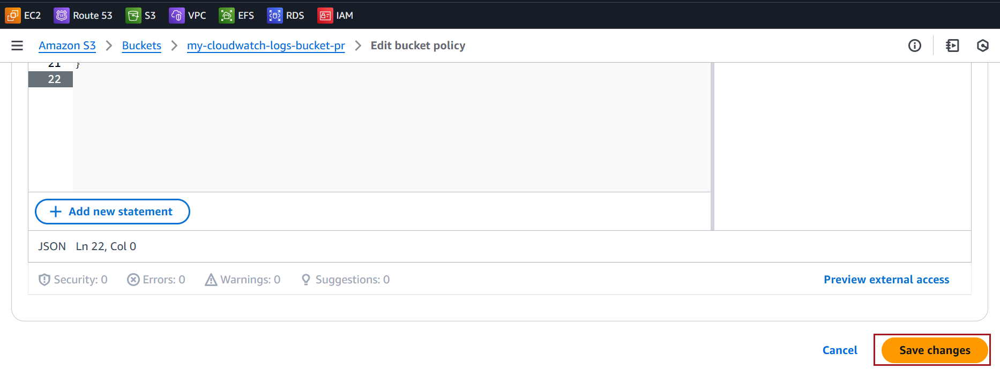 EC2 Route 53 S3 VPC EFS RDS IAM
Amazon S3 Buckets my-cloudwatch-logs-bucket-pr Edit bucket policy
21 }
22
+ Add new statement
JSON Ln 22, Col 0
Security: 0 Errors: 0 Warnings: 0 Suggestions: 0 Preview external access
Cancel Save changes